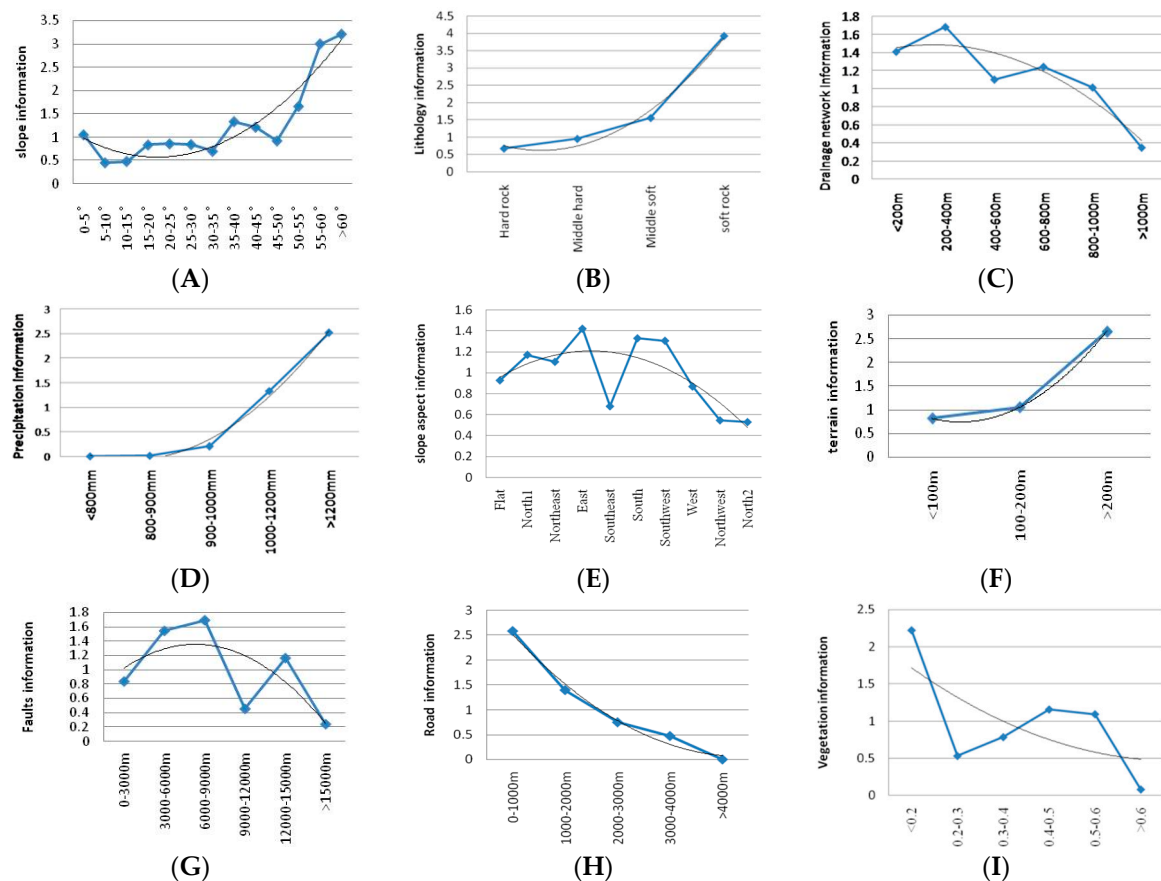 slope information
3.5
3
2.5
2
1.5
1
0.5
0
0-5°
5-10°
10-15°
15-20°
20-25°
25-30°
30-35°
35-40°
40-45°
45-50°
50-55°
55-60°
>60°
(A)
Lithology information
4.5
4
3.5
3
2.5
2
1.5
1
0.5
0
Hard rock
Middle hard
Middle soft
soft rock
(B)
Drainage network information
1.8
1.6
1.4
1.2
1
0.8
0.6
0.4
0.2
0
<200m
200-400m
400-600m
600-800m
800-1000m
>1000m
(C)
Precipitation information
3
2.5
2
1.5
1
0.5
0
<800mm
800-900mm
900-1000mm
1000-1200mm
>1200mm
(D)
slope aspect information
1.6
1.4
1.2
1
0.8
0.6
0.4
0.2
0
Flat
North1
Northeast
East
Southeast
South
Southwest
West
Northwest
North2
(E)
terrain information
3
2.5
2
1.5
1
0.5
0
<100m
100-200m
>200m
(F)
Faults information
1.8
1.6
1.4
1.2
1
0.8
0.6
0.4
0.2
0
0-3000m
3000-6000m
6000-9000m
9000-12000m
12000-15000m
>15000m
(G)
Road information
3
2.5
2
1.5
1
0.5
0
0-1000m
1000-2000m
2000-3000m
3000-4000m
>4000m
(H)
Vegetation information
2.5
2
1.5
1
0.5
0
<0.2
0.2-0.3
0.3-0.4
0.4-0.5
0.5-0.6
>0.6
(I)